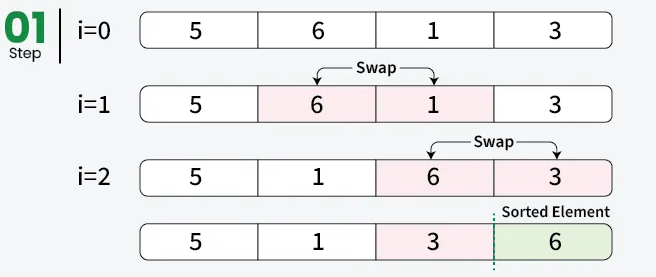 01
Step
i=0 5 6 1 3
Swap
i=1 5 6 1 3
Swap
i=2 5 1 6 3
Sorted Element
5 1 3 6